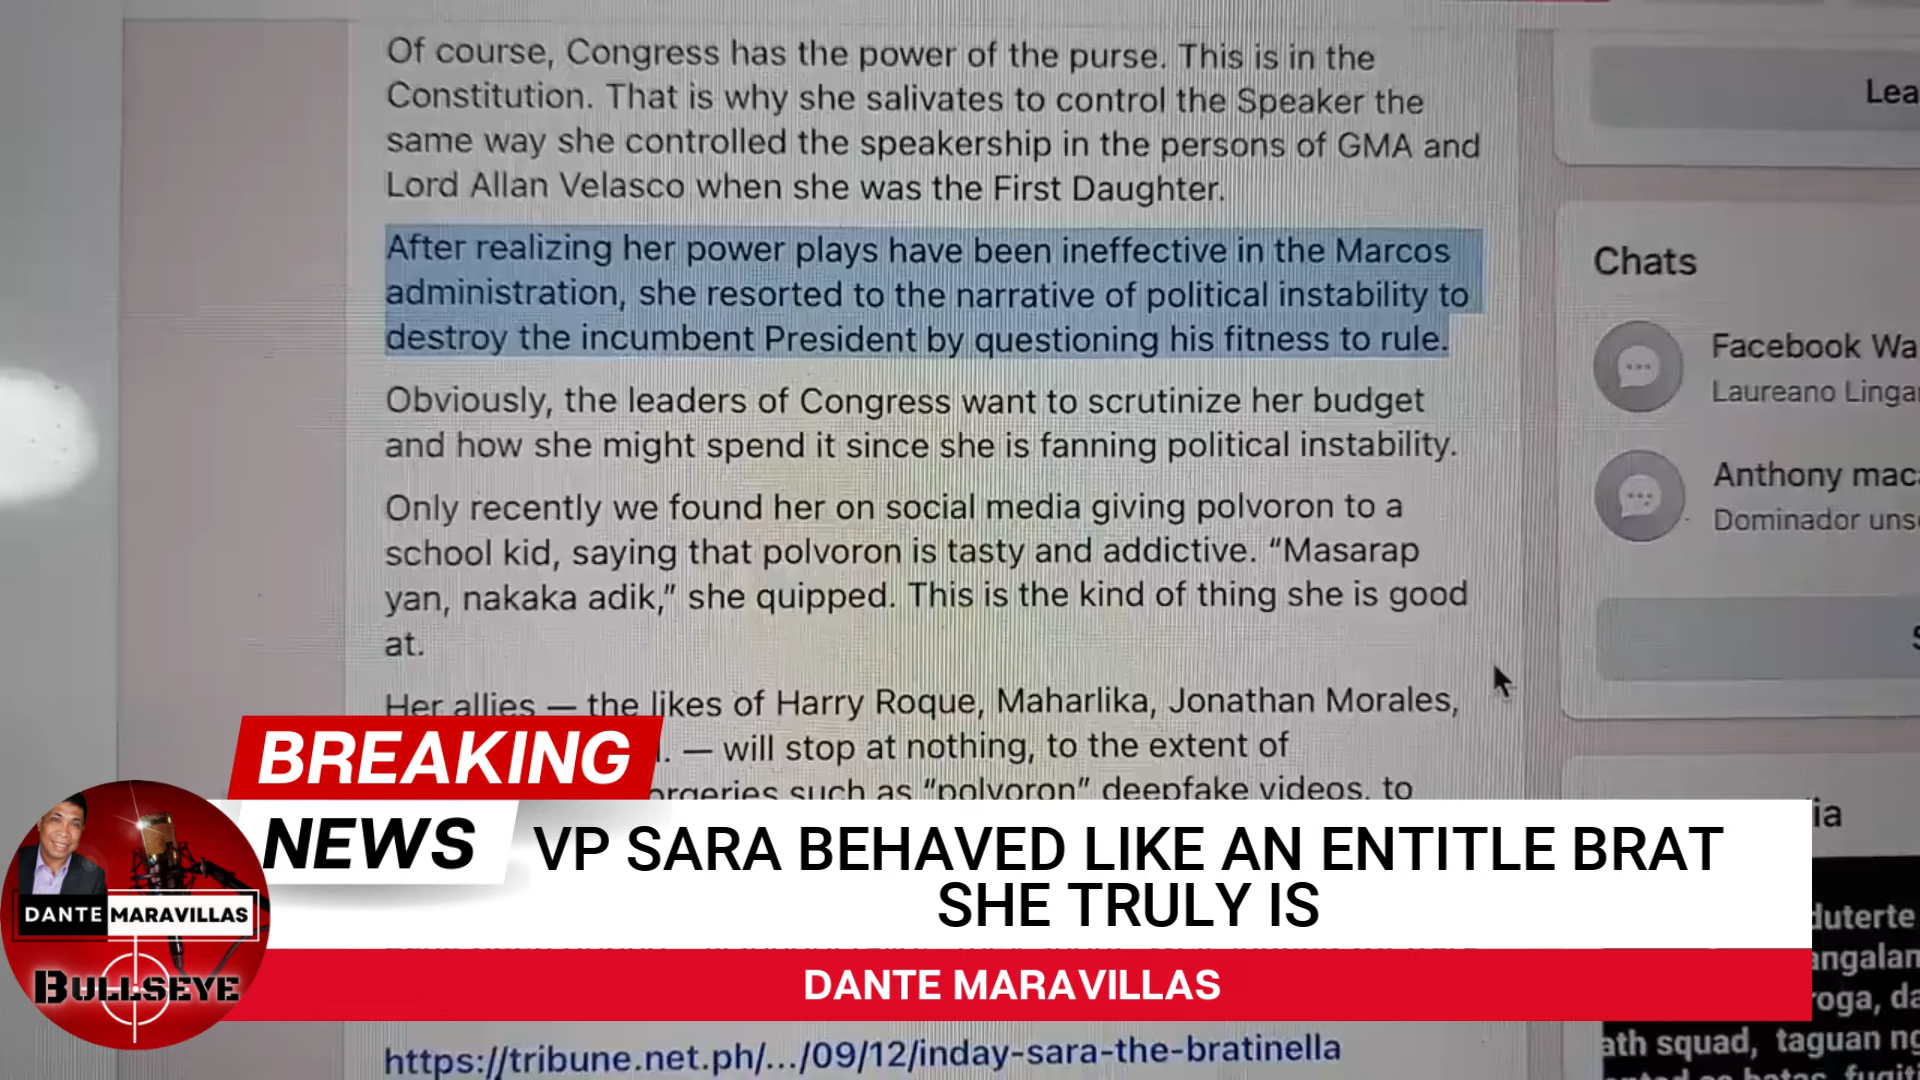 Of course, Congress has the power of the purse. This is in the
Constitution. That is why she salivates to control the Speaker the
same way she controlled the speakership in the persons of GMA and
Lord Allan Velasco when she was the First Daughter.
After realizing her power plays have been ineffective in the Marcos
administration, she resorted to the narrative of political instability to
destroy the incumbent President by questioning his fitness to rule.
Obviously, the leaders of Congress want to scrutinize her budget
and how she might spend it since she is fanning political instability.
Only recently we found her on social media giving polvoron to a
school kid, saying that polvoron is tasty and addictive. “Masarap
yan, nakaka adik,” she quipped. This is the kind of thing she is good
at.
Her allies — the likes of Harry Roque, Maharlika, Jonathan Morales,
— will stop at nothing, to the extent of
such as “polvoron” deepfake videos, to
https://tribune.net.ph/.../09/12/inday-sara-the-bratinella
Chats
Facebook
Laureano
Anthony
Dominador
duterte
ath squad, taguan
BREAKING
NEWS
VP SARA BEHAVED LIKE AN ENTITLE BRAT
SHE TRULY IS
DANTE MARAVILLAS
DANTE MARAVILLAS
BULLSEYE